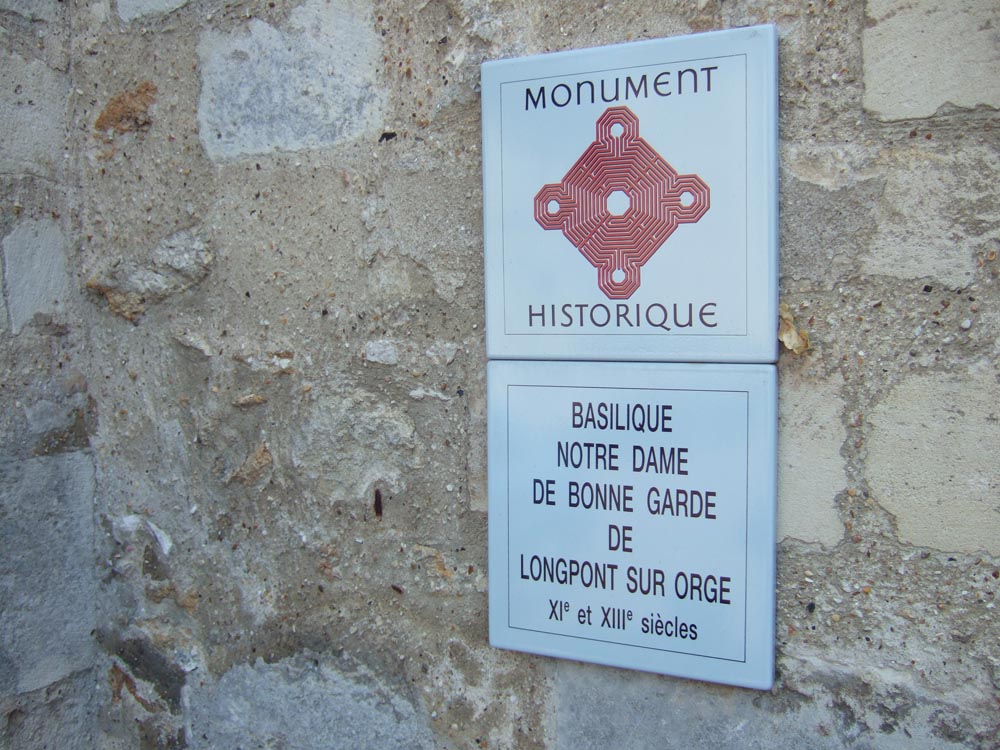 MONUMENT
HISTORIQUE
BASILIQUE
NOTRE DAME
DE BONNE GARDE
DE
LONGPONT SUR ORGE
XIe et XIIIe siècles